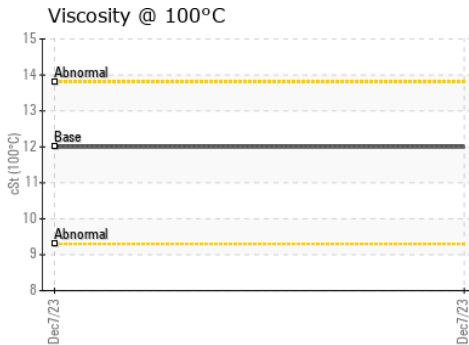 Viscosity @ 100°C
15
14
13
12
11
10
9
8
cSt (100°C)
Abnormal
Base
Abnormal
Dec7/23
Dec7/23